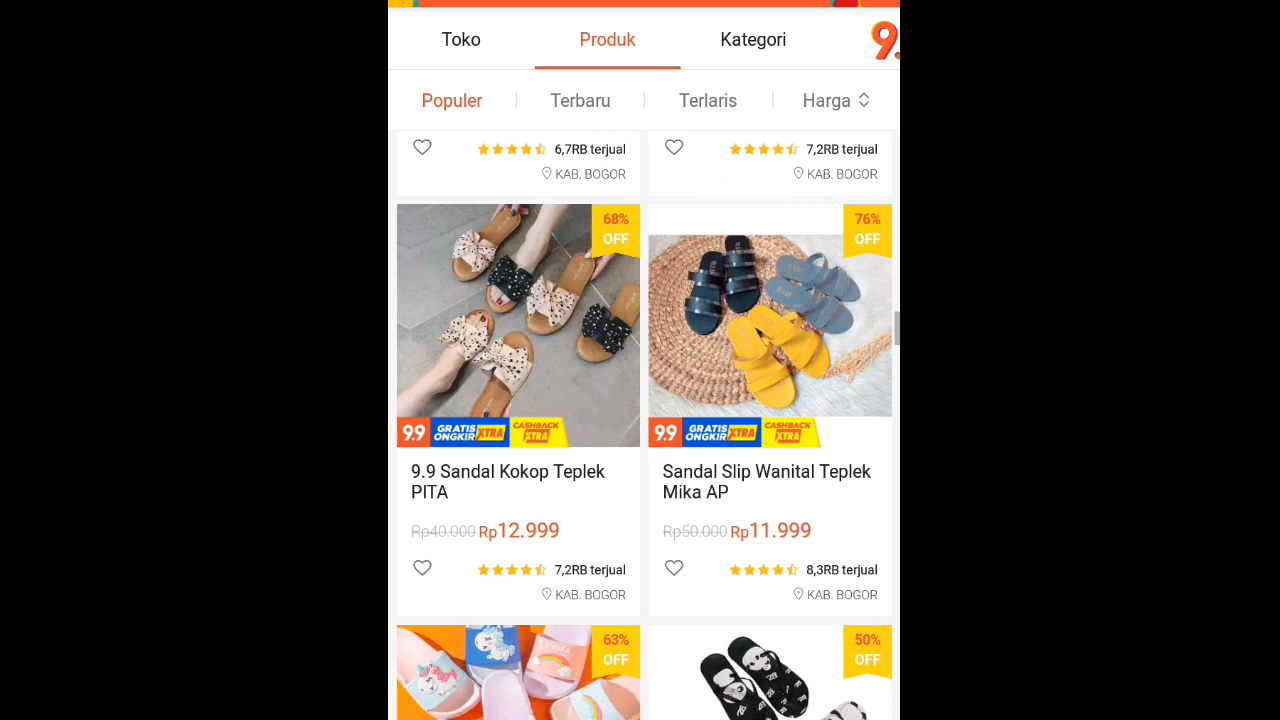 Toko
Produk
Kategori
9.
Populer
Terbaru
Terlaris
Harga
6,7RB terjual
KAB. BOGOR
7,2RB terjual
KAB. BOGOR
68%
OFF
76%
OFF
9.9 GRATIS ONGKIR XTRA CASHBACK XTRA
9.9 GRATIS ONGKIR XTRA CASHBACK XTRA
9.9 Sandal Kokop Teplek
PITA
Sandal Slip Wanital Teplek
Mika AP
Rp40.000 Rp12.999
Rp50.000 Rp11.999
7,2RB terjual
KAB. BOGOR
8,3RB terjual
KAB. BOGOR
63%
OFF
50%
OFF